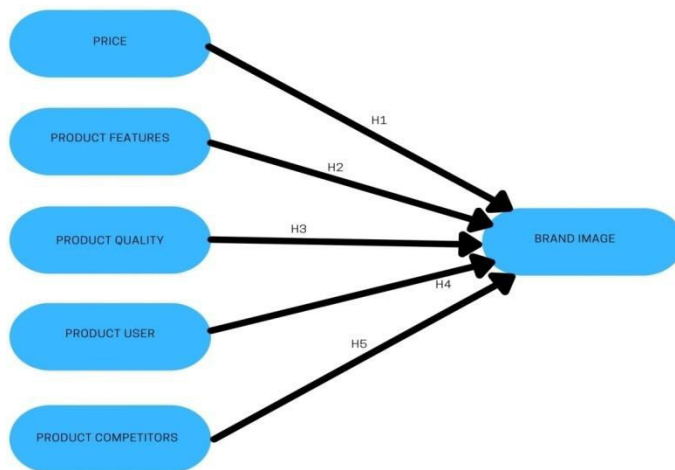 PRICE
H1
PRODUCT FEATURES
H2
PRODUCT QUALITY
H3
BRAND IMAGE
PRODUCT USER
H4
H5
PRODUCT COMPETITORS